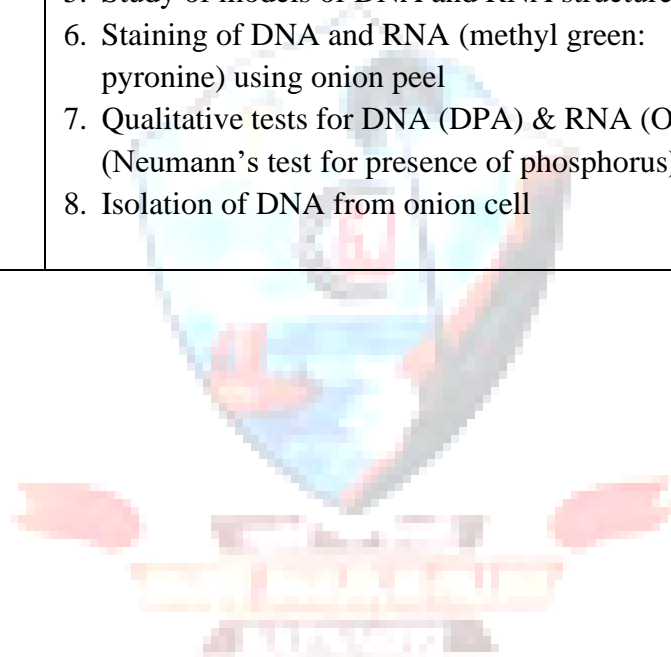 5. Study of models of DNA and RNA structure
6. Staining of DNA and RNA (methyl green:
pyronine) using onion peel
7. Qualitative tests for DNA (DPA) & RNA (O
(Neumann's test for presence of phosphorus)
8. Isolation of DNA from onion cell